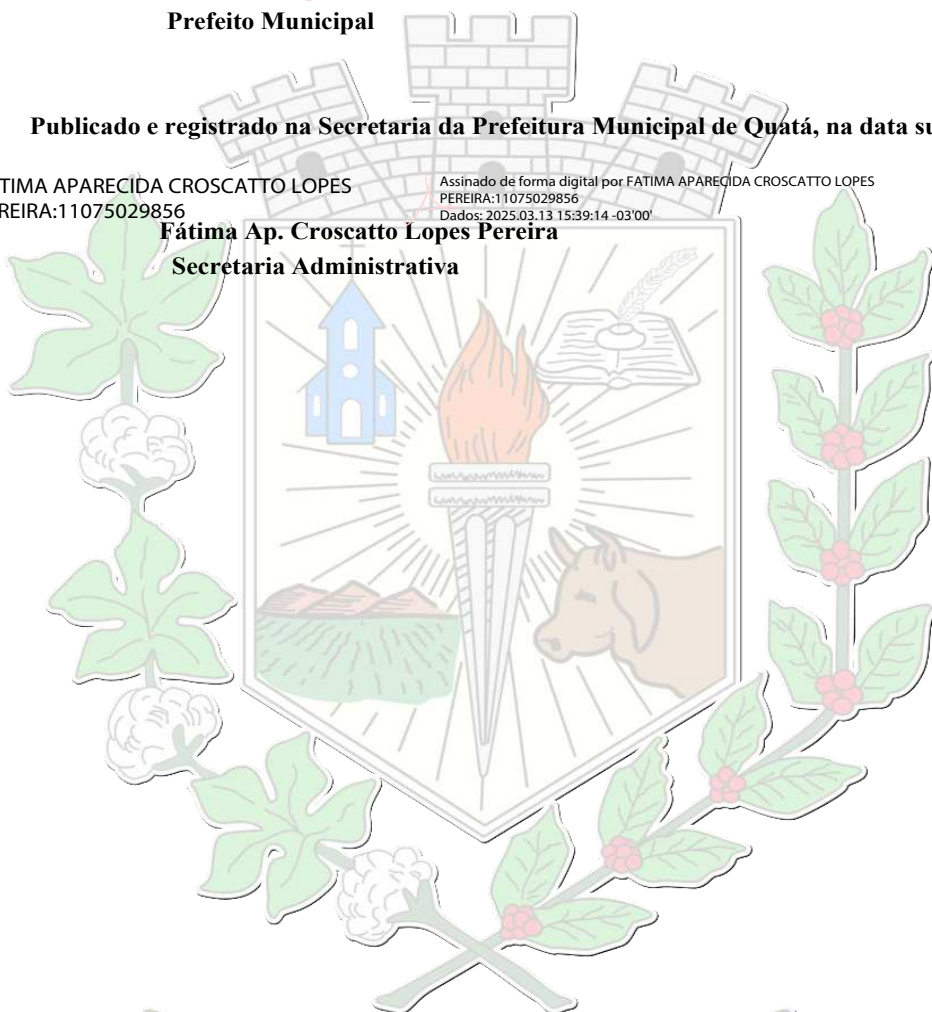 Prefeito Municipal
Publicado e registrado na Secretaria da Prefeitura Municipal de Quatá, na data
TIMA APARECIDA CROSCATTO LOPES
REIRA:11075029856
Assinado de forma digital por FATIMA APARECIDA CROSCATTO LOPES
PEREIRA:11075029856
Dados: 2025.03.13 15:39:14 -03'00'
Fátima Ap. Croscatto Lopes Pereira
Secretaria Administrativa